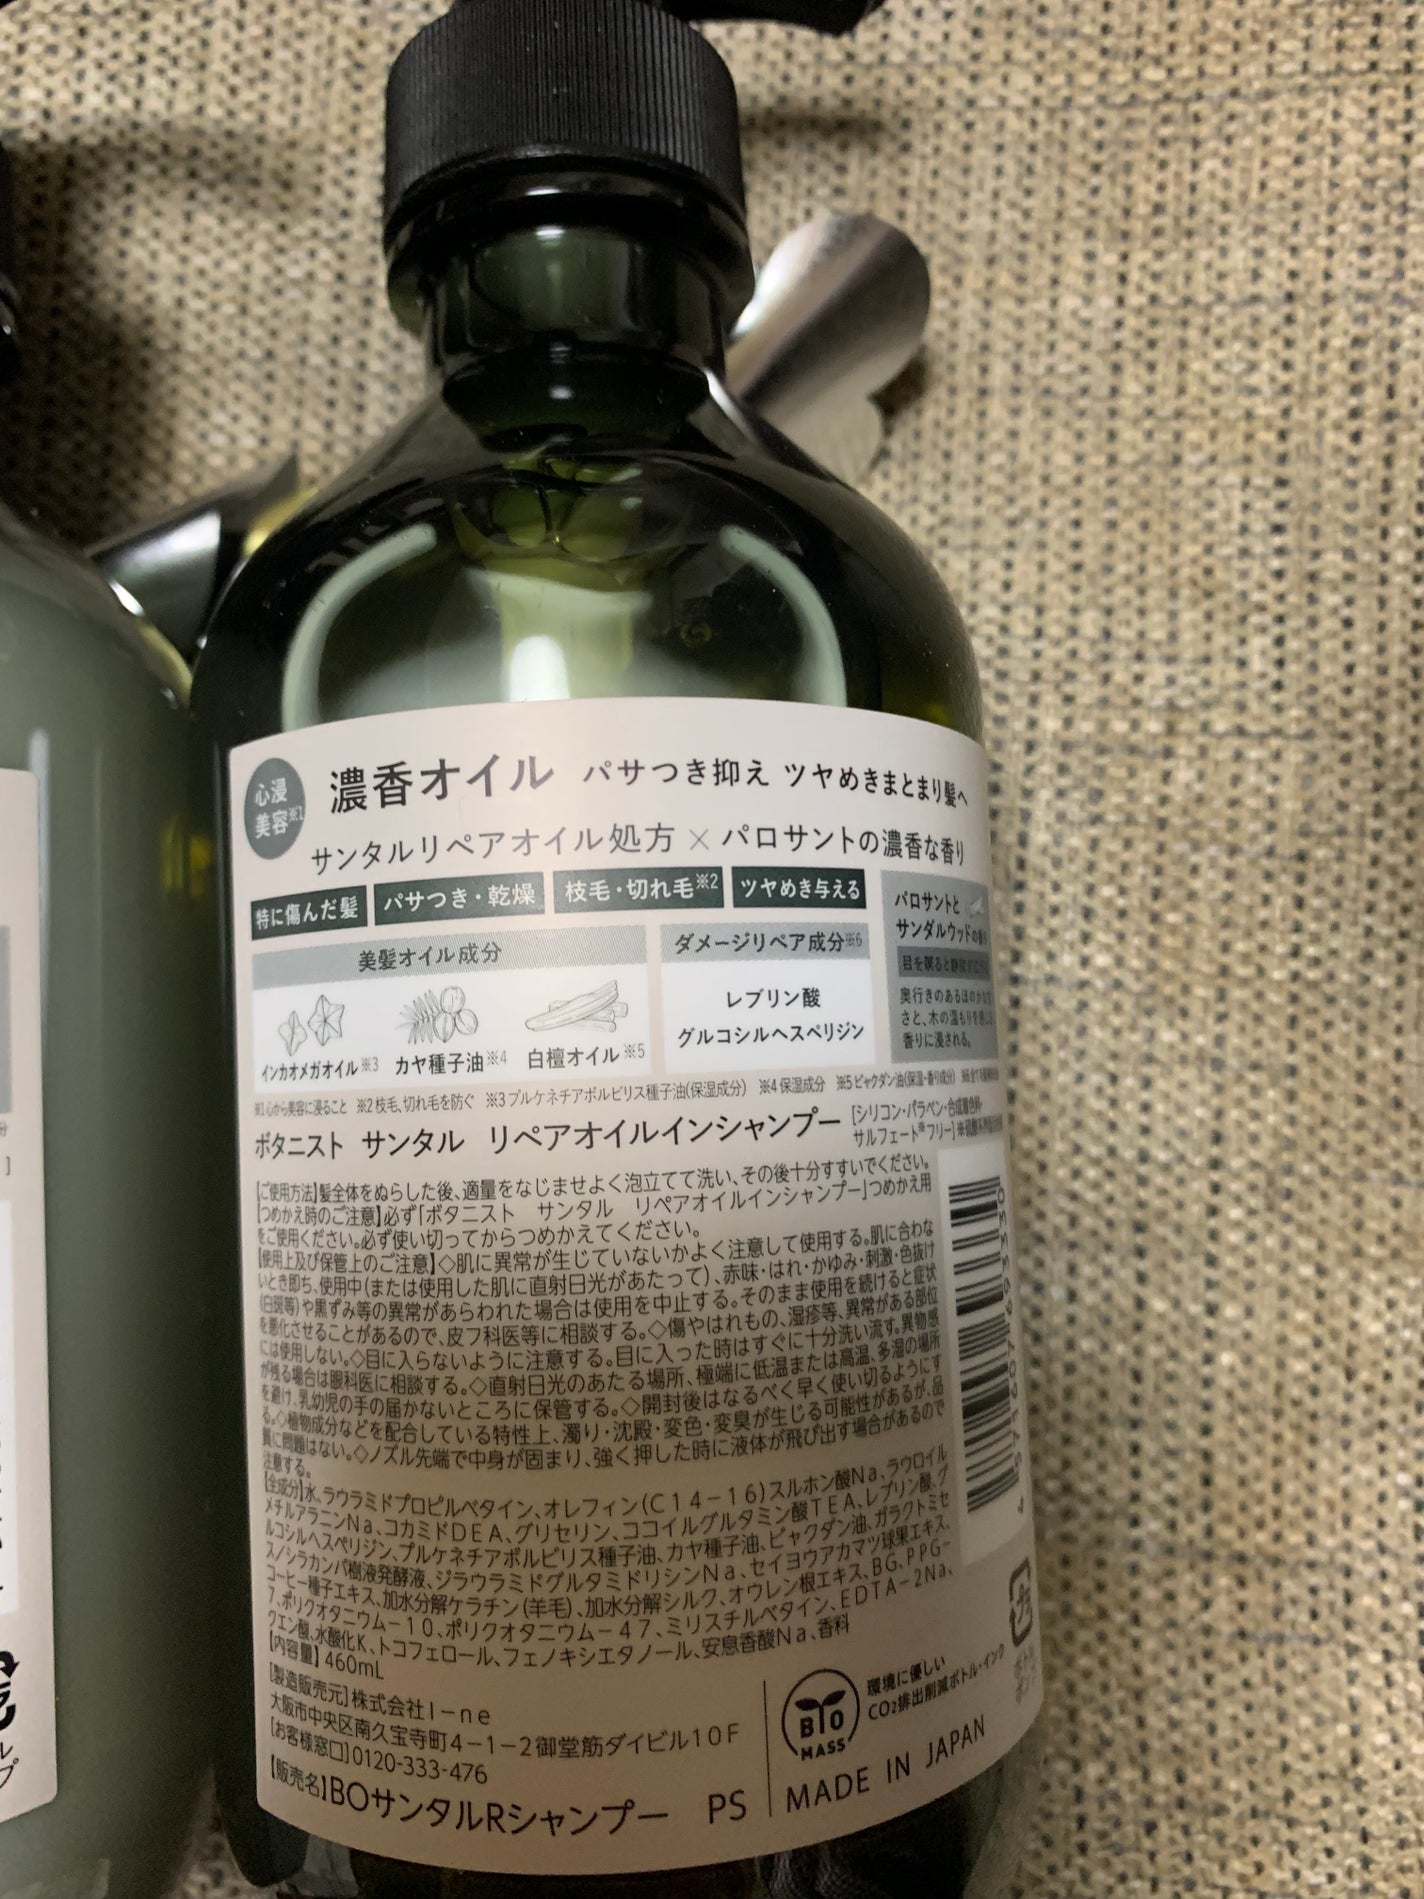 心浸
美容※1
濃香オイル パサつき抑え ツヤめきまとまり髪へ
サンタルリペアオイル処方×パロサントの濃香な香り
特に傷んだ髪 パサつき・乾燥 枝毛・切れ毛※2 ツヤめき与える
美髪オイル成分
インカオメガオイル※3 カヤ種子油※4 白檀オイル※5
ダメージリペア成分※6
レブリン酸
グルコシルヘスペリジン
パロサントと
サンダルウッドの香り
目を瞑ると静寂が
奥行きのあるほのかな
さと、木の温もりを感じる
香りに浸される。
※1 心から美容に浸ること ※2 枝毛、切れ毛を防ぐ ※3 プルケネチアボルビリス種子油(保湿成分) ※4 保湿成分 ※5 ビャクダン油(保湿・香り成分)
ボタニスト サンタル リペアオイルインシャンプー
[シリコン・パラベン・合成着色料・
サルフェート※フリー]
【ご使用方法】髪全体をぬらした後、適量をなじませよく泡立てて洗い、その後十分すすいでください。
【つめかえ時のご注意】必ず「ボタニスト サンタル リペアオイルインシャンプー」つめかえ用
をご使用ください。必ず使い切ってからつめかえてください。
【使用上及び保管上のご注意】◇肌に異常が生じていないかよく注意して使用する。肌に合わな
いとき即ち、使用中(または使用した肌に直射日光があたって)、赤味・はれ・かゆみ・刺激・色抜け
(白斑等)や黒ずみ等の異常があらわれた場合は使用を中止する。そのまま使用を続けると症状
を悪化させることがあるので、皮フ科医等に相談する。◇傷やはれもの、湿疹等、異常がある部位
には使用しない。◇目に入らないように注意する。目に入った時はすぐに十分洗い流す。異物感
が残る場合は眼科医に相談する。◇直射日光のあたる場所、極端に低温または高温、多湿の場所
を避け、乳幼児の手の届かないところに保管する。◇開封後はなるべく早く使い切るようにす
る。◇植物成分などを配合している特性上、濁り・沈殿・変色・変臭が生じる可能性があるが、品
質に問題はない。◇ノズル先端で中身が固まり、強く押した時に液体が飛び出す場合があるので
注意する。
【全成分】水、ラウラミドプロピルベタイン、オレフィン(C14-16)スルホン酸Na、ラウロイル
メチルアラニンNa、コカミドDEA、グリセリン、ココイルグルタミン酸TEA、レブリン酸、グ
ルコシルヘスペリジン、プルケネチアボルビリス種子油、カヤ種子油、ビャクダン油、ガラクトミセ
ス/シラカンバ樹液発酵液、ジラウラミドグルタミドリシンNa、セイヨウアカマツ球果エキス、
コーヒー種子エキス、加水分解ケラチン(羊毛)、加水分解シルク、オウレン根エキス、BG、PPG-
7、ポリクオタニウム-10、ポリクオタニウム-47、ミリスチルベタイン、EDTA-2Na、
クエン酸、水酸化K、トコフェロール、フェノキシエタノール、安息香酸Na、香料
【内容量】460mL
【製造販売元】株式会社I-ne
大阪市中央区南久宝寺町4-1-2御堂筋ダイビル10F
【お客様窓口】0120-333-476
【販売名】BOサンタルRシャンプー PS
BIO
MASS
環境に優しい
CO2排出削減ボトル・インク
MADE IN JAPAN
プラ